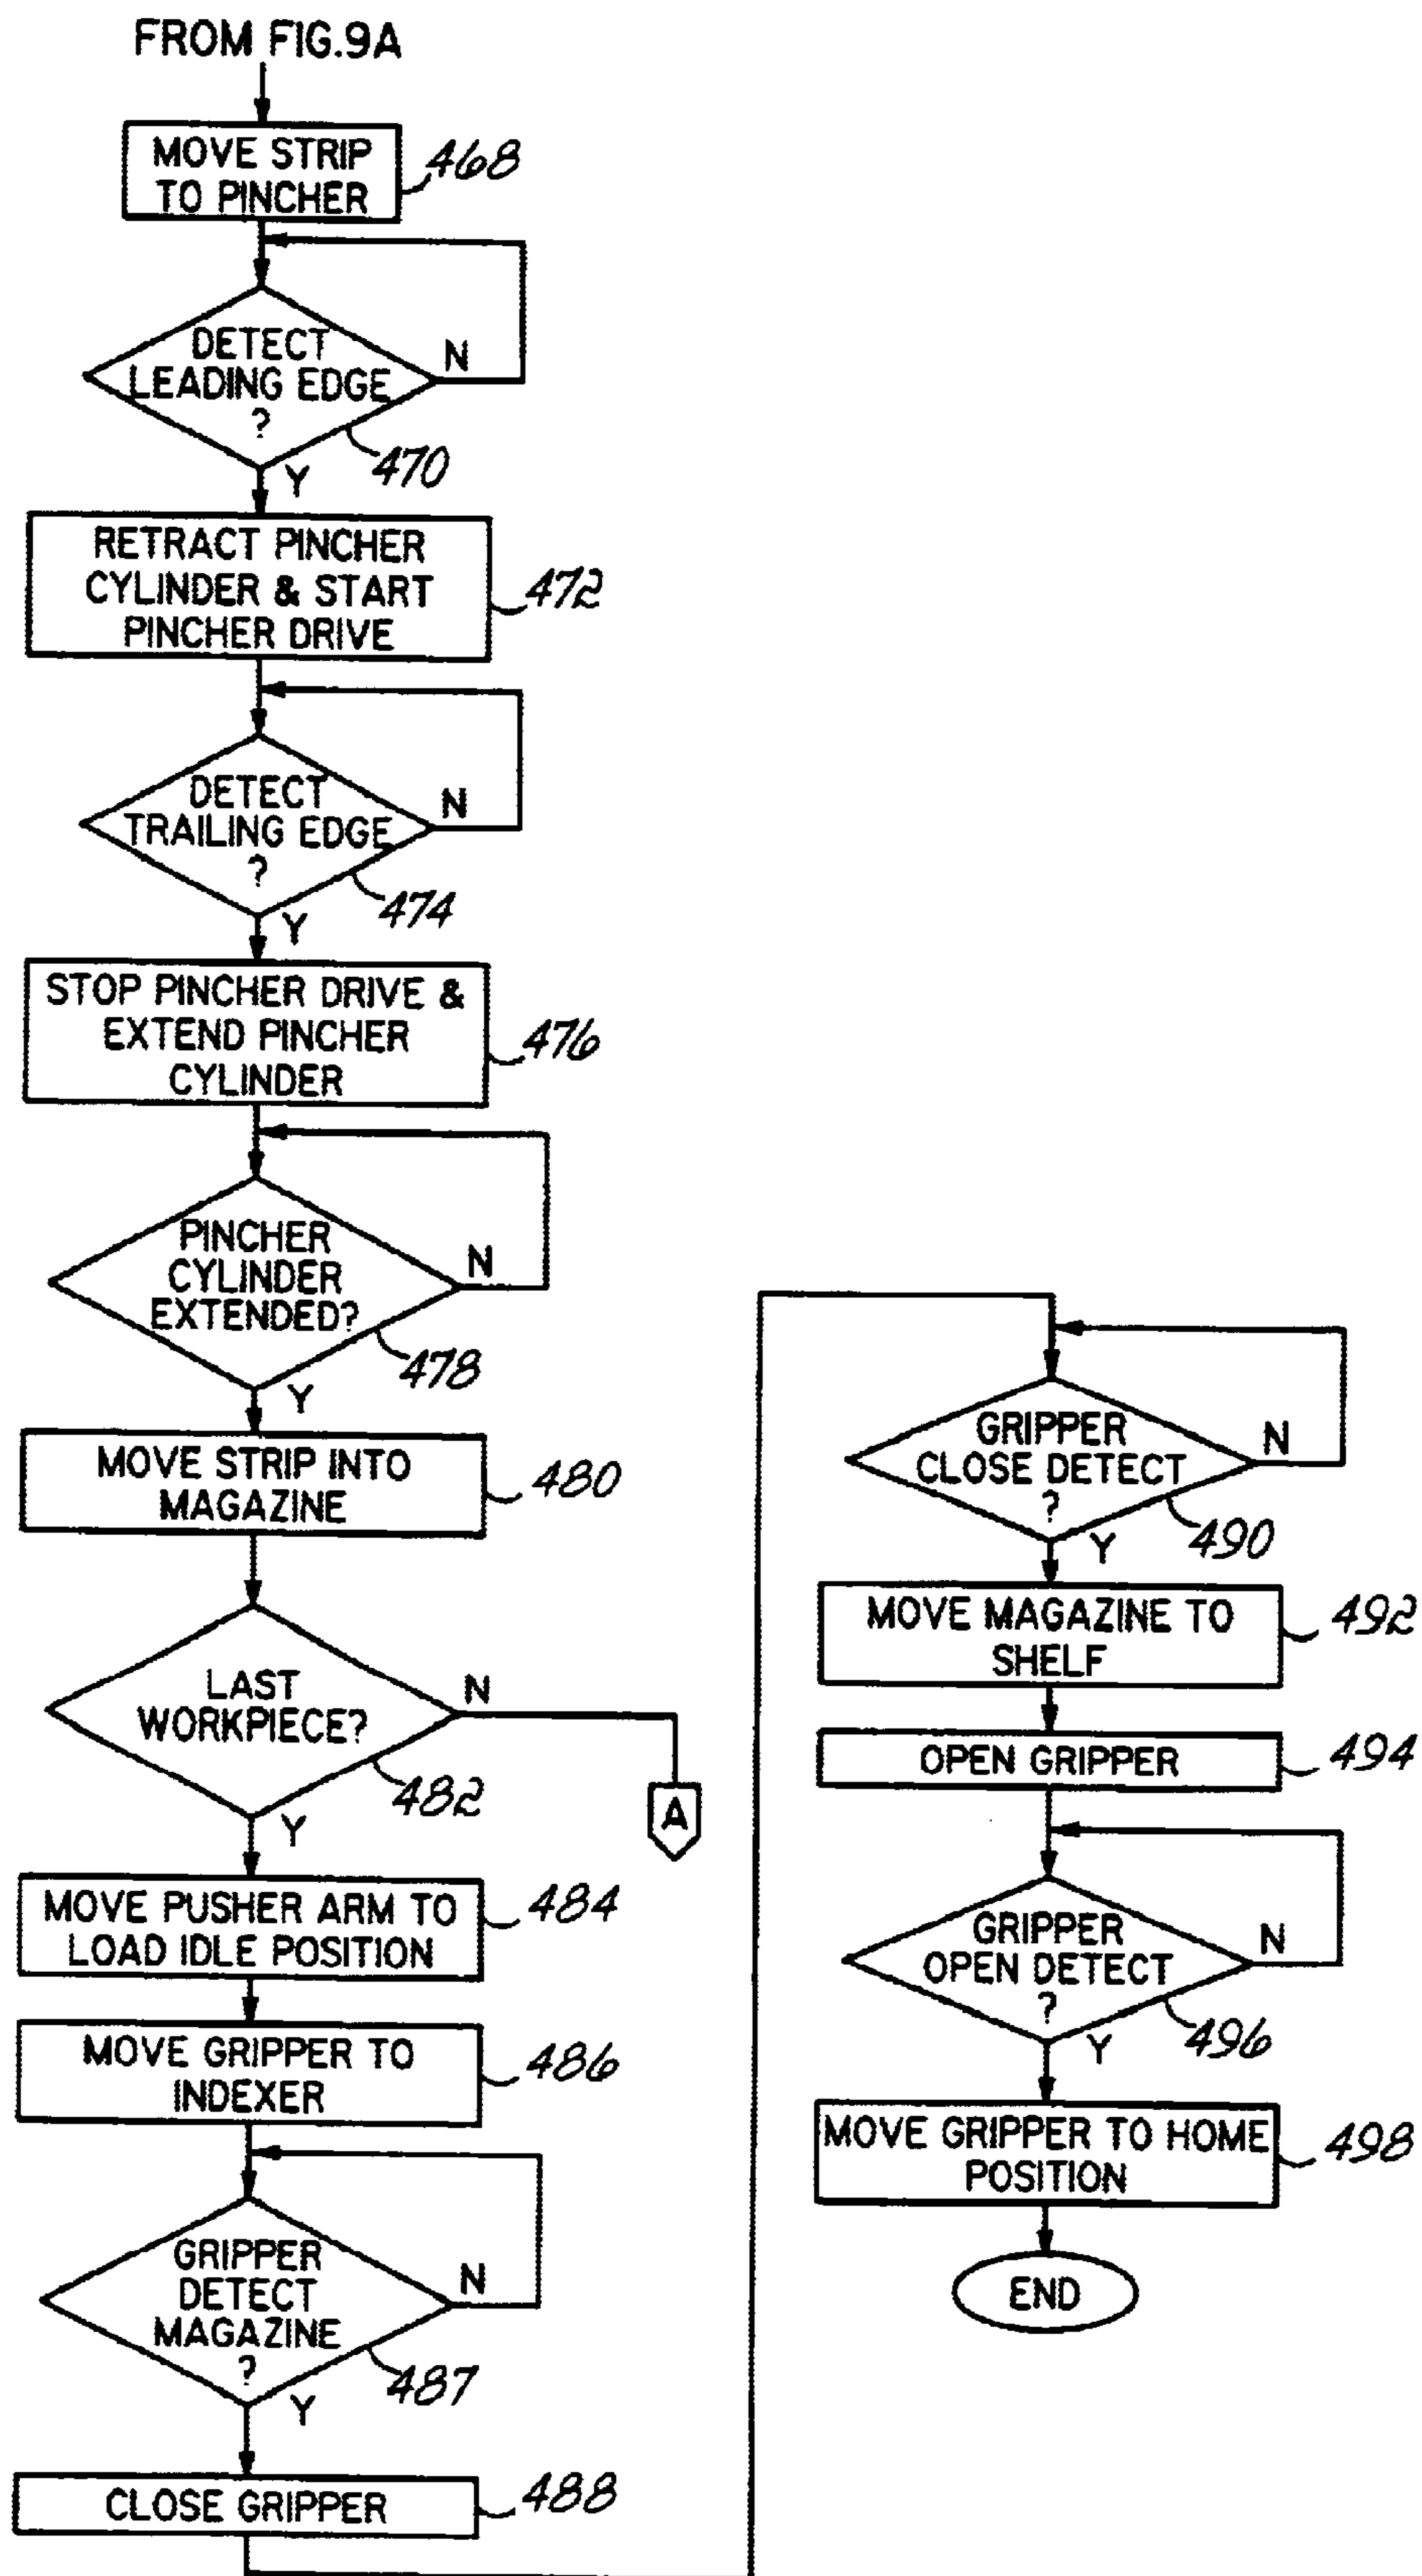 FROM FIG.9A
MOVE STRIP
TO PINCHER
468
N
DETECT
LEADING EDGE
?
470
Y
RETRACT PINCHER
CYLINDER & START
PINCHER DRIVE
472
N
DETECT
TRAILING EDGE
?
474
Y
STOP PINCHER DRIVE &
EXTEND PINCHER
CYLINDER
476
N
PINCHER
CYLINDER
EXTENDED?
478
Y
MOVE STRIP INTO
MAGAZINE
480
LAST
WORKPIECE?
N
482
A
Y
MOVE PUSHER ARM TO
LOAD IDLE POSITION
484
MOVE GRIPPER TO
INDEXER
486
GRIPPER
DETECT
MAGAZINE
?
N
487
Y
CLOSE GRIPPER
488
GRIPPER
CLOSE DETECT
?
N
490
Y
MOVE MAGAZINE TO
SHELF
492
OPEN GRIPPER
494
GRIPPER
OPEN DETECT
?
N
496
Y
MOVE GRIPPER TO HOME
POSITION
498
END